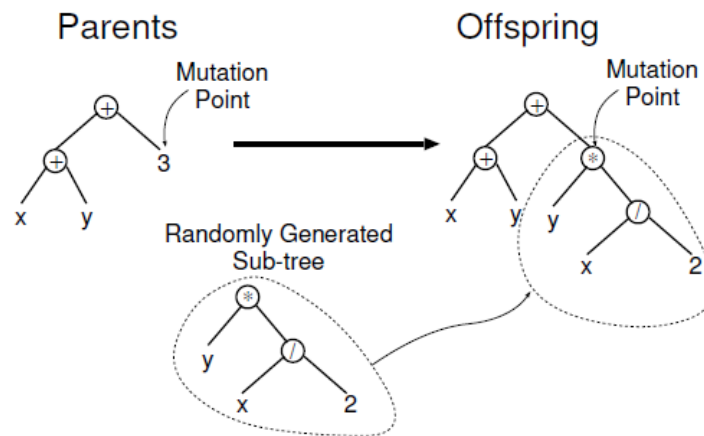 Parents
Offspring
Mutation
Point
+
+
3
x
y
Mutation
Point
+
+
*
x
y
y
/
x
2
Randomly Generated
Sub-tree
*
y
/
x
2